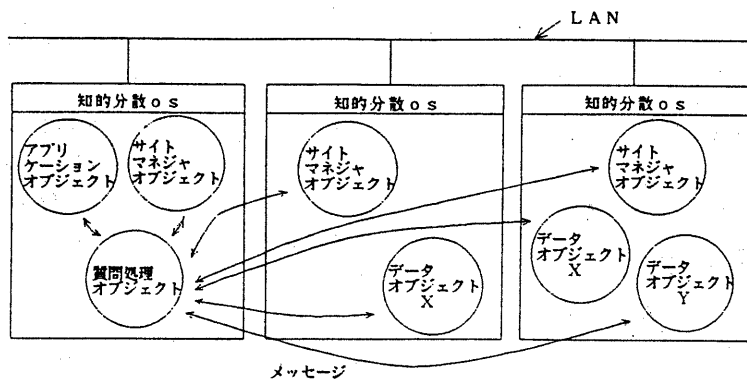 LAN
知的分散os
知的分散os
知的分散os
アプリ
ケーション
オブジェクト
サイト
マネジャ
オブジェクト
質問処理
オブジェクト
サイト
マネジャ
オブジェクト
データ
オブジェクト
X
サイト
マネジャ
オブジェクト
データ
オブジェクト
X
データ
オブジェクト
Y
メッセージ